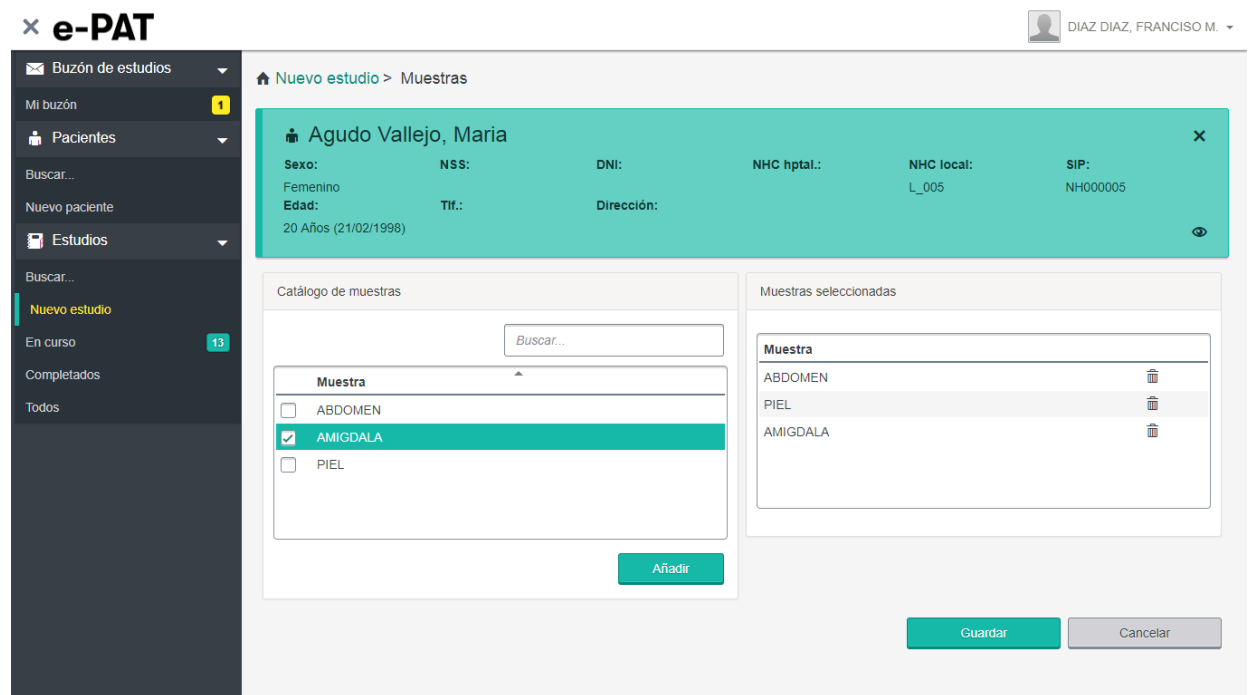 × e-PAT
DIAZ DIAZ, FRANCISO M.
Buzón de estudios
Mi buzón 1
Pacientes
Buscar...
Nuevo paciente
Estudios
Buscar...
Nuevo estudio
En curso 13
Completados
Todos
Nuevo estudio > Muestras
Agudo Vallejo, Maria
Sexo: NSS: DNI: NHC hptal.: NHC local: SIP:
Femenino L_005 NH000005
Edad: Tlf.: Dirección:
20 Años (21/02/1998)
Catálogo de muestras
Buscar...
Muestra
ABDOMEN
AMIGDALA
PIEL
Añadir
Muestras seleccionadas
Muestra
ABDOMEN
PIEL
AMIGDALA
Guardar Cancelar